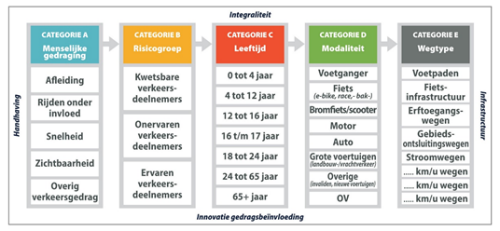 Integraliteit
Handhaving
CATEGORIE A
Menselijke
gedraging
Afleiding
Rijden onder
invloed
Snelheid
Zichtbaarheid
Overig
verkeersgedrag
CATEGORIE B
Risicogroep
Kwetsbare
verkeers-
deelnemers
Onervaren
verkeers-
deelnemers
Ervaren
verkeers-
deelnemers
CATEGORIE C
Leeftijd
0 tot 4 jaar
4 tot 12 jaar
12 tot 16 jaar
16 t/m 17 jaar
18 tot 24 jaar
24 tot 65 jaar
65+ jaar
CATEGORIE D
Modaliteit
Voetganger
Fiets
(e-bike, race,- bak-)
Bromfiets/scooter
Motor
Auto
Grote voertuigen
(landbouw-/vrachtverkeer)
Overige
(invaliden, nieuwe voertuigen)
OV
CATEGORIE E
Wegtype
Voetpaden
Fiets-
infrastructuur
Erftoegangs-
wegen
Gebieds-
ontsluitingswegen
Stroomwegen
..... km/u wegen
..... km/u wegen
..... km/u wegen
Infrastructuur
Innovatie gedragsbeïnvloeding